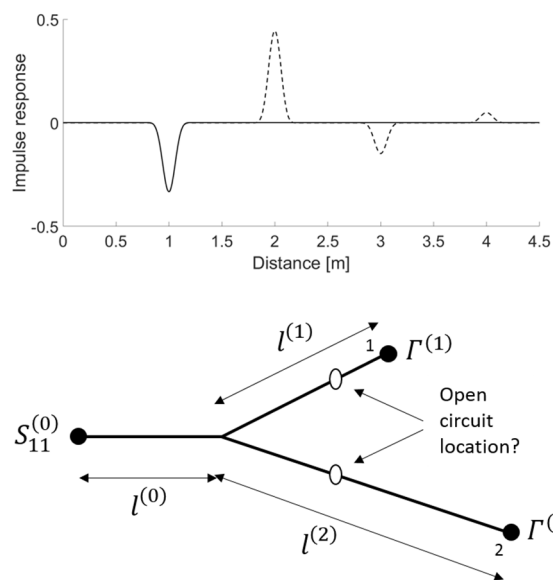 0.5
0
-0.5
Impulse response
0 0.5 1 1.5 2 2.5 3 3.5 4 4.5
Distance [m]
l^(1)
1
Γ^(1)
S_11^(0)
Open
circuit
location?
l^(0)
l^(2)
2
Γ^(